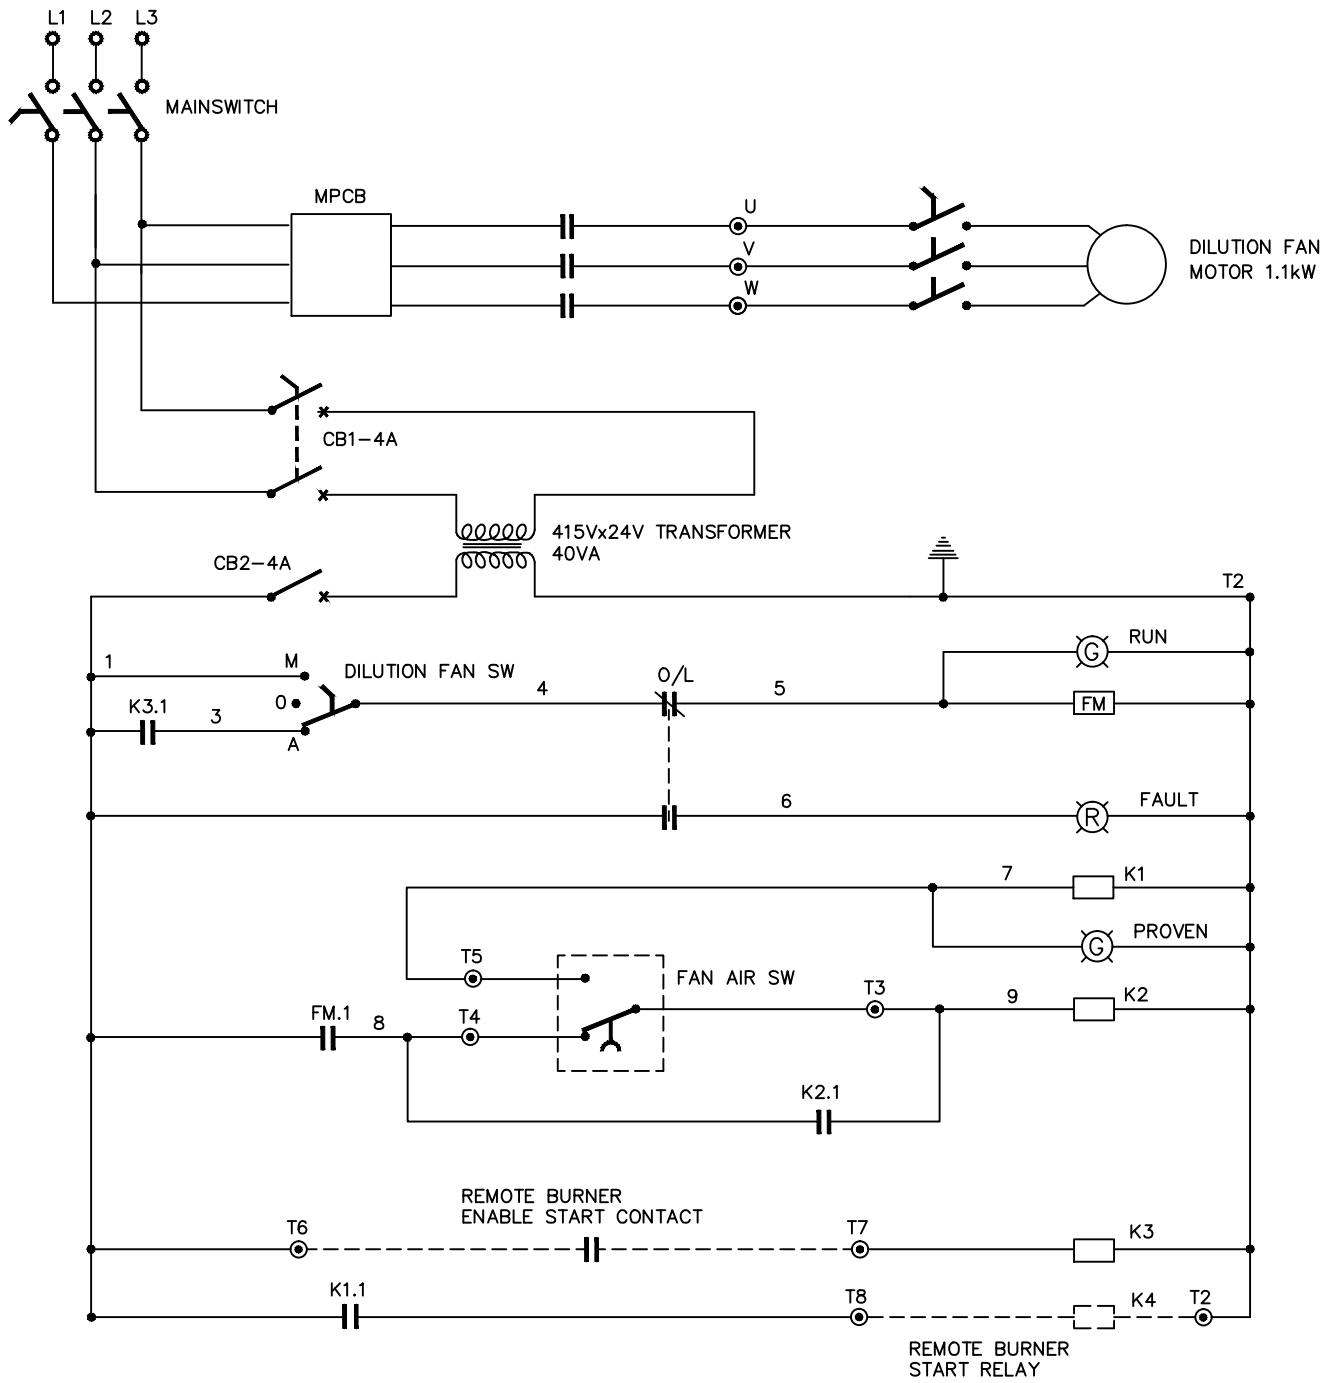 L1 L2 L3
MAINSWITCH
MPCB
U
V
W
DILUTION FAN
MOTOR 1.1kW
CB1-4A
415Vx24V TRANSFORMER
40VA
CB2-4A
T2
RUN
G
1
M
DILUTION FAN SW
O/L
4
5
FM
K3.1
3
0
A
6
FAULT
R
7
K1
PROVEN
G
T5
FAN AIR SW
T3
9
K2
FM.1
8
T4
K2.1
REMOTE BURNER
ENABLE START CONTACT
T6
T7
K3
K1.1
T8
K4
T2
REMOTE BURNER
START RELAY